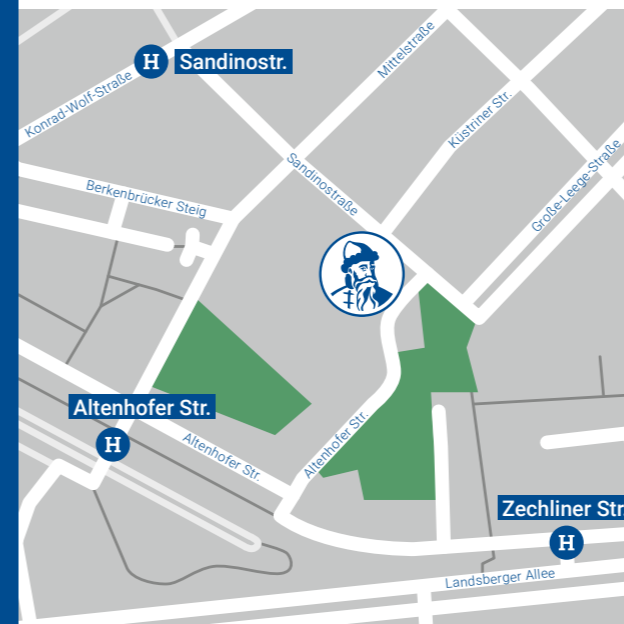 Mittelstraße
H Sandinostr.
Konrad-Wolf-Straße
Küstriner Str.
Große-Leege-Straße
Sandinostraße
Berkenbrücker Steig
Altenhofer Str.
H
Altenhofer Str.
Altenhofer Str.
Zechliner Str.
H
Landsberger Allee